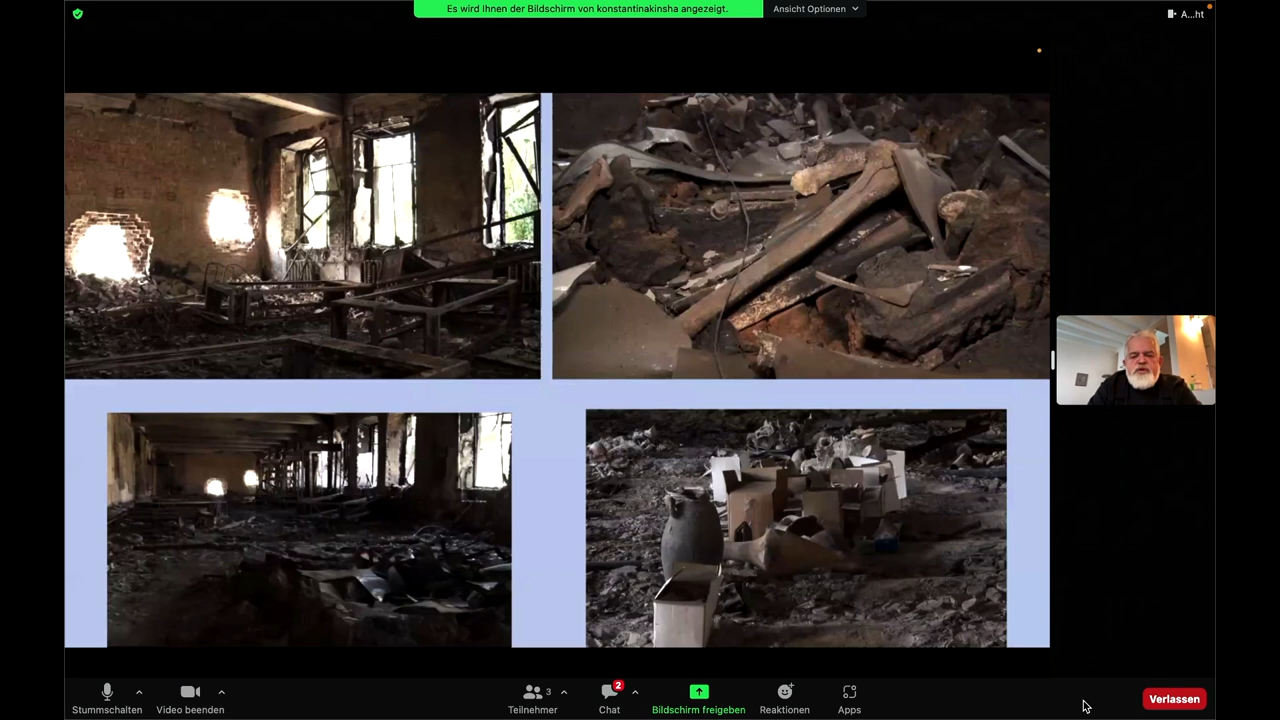 Es wird Ihnen der Bildschirm von konstantinakinsha angezeigt.
Ansicht Optionen
A...ht
Stummschalten
Video beenden
3
Teilnehmer
2
Chat
Bildschirm freigeben
Reaktionen
Apps
Verlassen